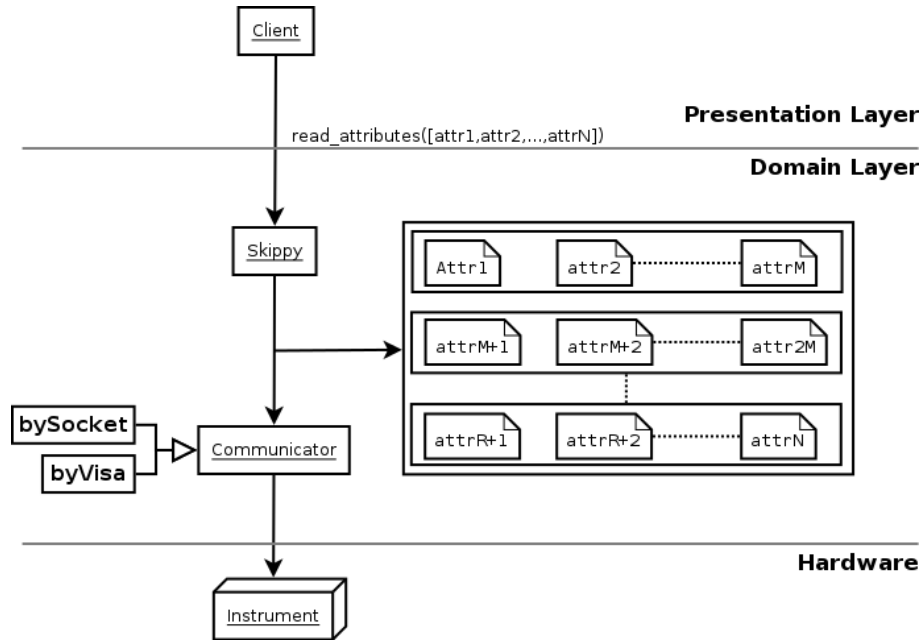 Client
Presentation Layer
read_attributes([attr1,attr2,...,attrN])
Domain Layer
Skippy
Attr1 attr2 attrM
attrM+1 attrM+2 attr2M
bySocket
Communicator
attrR+1 attrR+2 attrN
byVisa
Hardware
Instrument